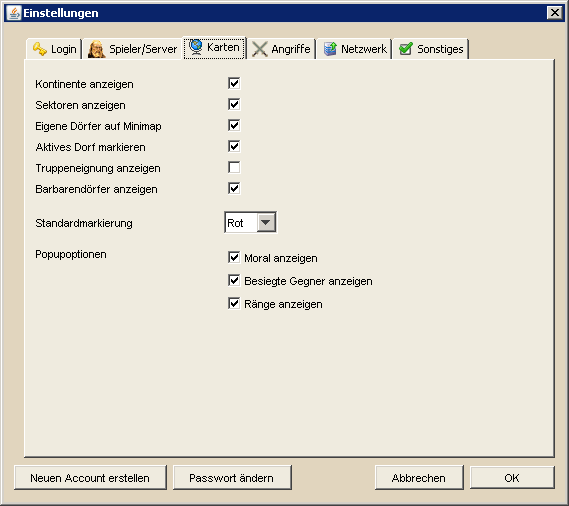 Einstellungen
Login Spieler/Server Karten Angriffe Netzwerk Sonstiges
Kontinente anzeigen
Sektoren anzeigen
Eigene Dörfer auf Minimap
Aktives Dorf markieren
Truppeneignung anzeigen
Barbarendörfer anzeigen
Standardmarkierung Rot
Popupoptionen Moral anzeigen
Besiegte Gegner anzeigen
Ränge anzeigen
Neuen Account erstellen Passwort ändern Abbrechen OK